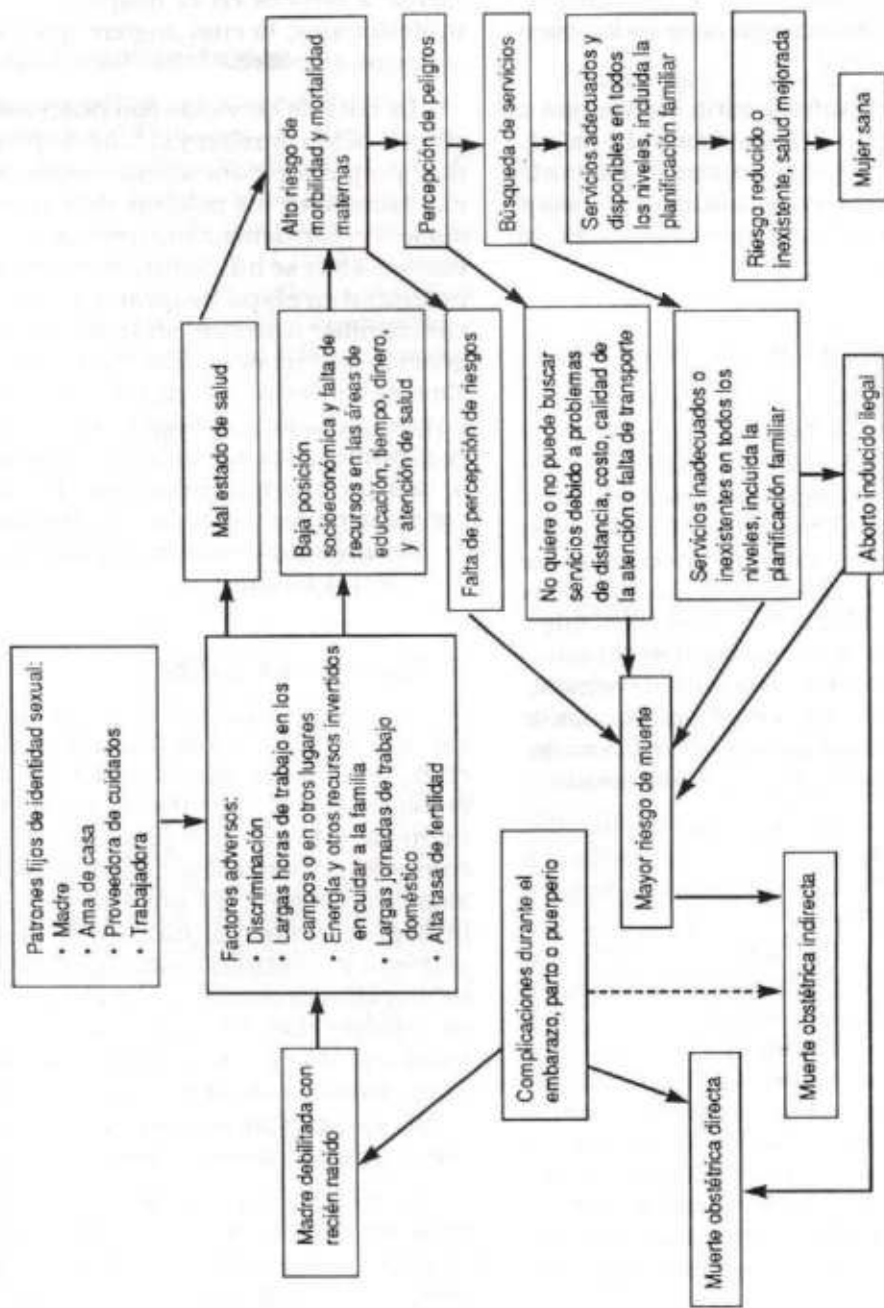 Patrones fijos de identidad sexual:
• Madre
• Ama de casa
• Proveedora de cuidados
• Trabajadora
Factores adversos:
• Discriminación
• Largas horas de trabajo en los
campos o en otros lugares
• Energía y otros recursos invertidos
en cuidar a la familia
• Largas jornadas de trabajo
doméstico
• Alta tasa de fertilidad
Madre debilitada con
recién nacido
Mal estado de salud
Baja posición
socioeconómica y falta de
recursos en las áreas de
educación, tiempo, dinero,
y atención de salud
Alto riesgo de
morbilidad y mortalidad
maternas
Percepción de peligros
Búsqueda de servicios
Servicios adecuados y
disponibles en todos
los niveles, incluida la
planificación familiar
Riesgo reducido o
inexistente, salud mejorada
Mujer sana
Falta de percepción de riesgos
No quiere o no puede buscar
servicios debido a problemas
de distancia, costo, calidad de
la atención o falta de transporte
Servicios inadecuados o
inexistentes en todos los
niveles, incluida la
planificación familiar
Aborto inducido ilegal
Mayor riesgo de muerte
Complicaciones durante el
embarazo, parto o puerperio
Muerte obstétrica directa
Muerte obstétrica indirecta